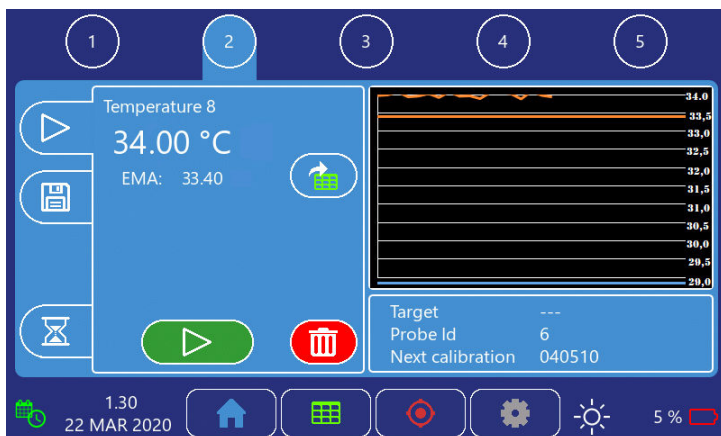 1
2
3
4
5
Temperature 8
34.00 °C
EMA: 33.40
34.0
33,5
33,0
32,5
32,0
31,5
31,0
30,5
30,0
29,5
29,0
Target ---
Probe Id 6
Next calibration 040510
1.30
22 MAR 2020
5 %